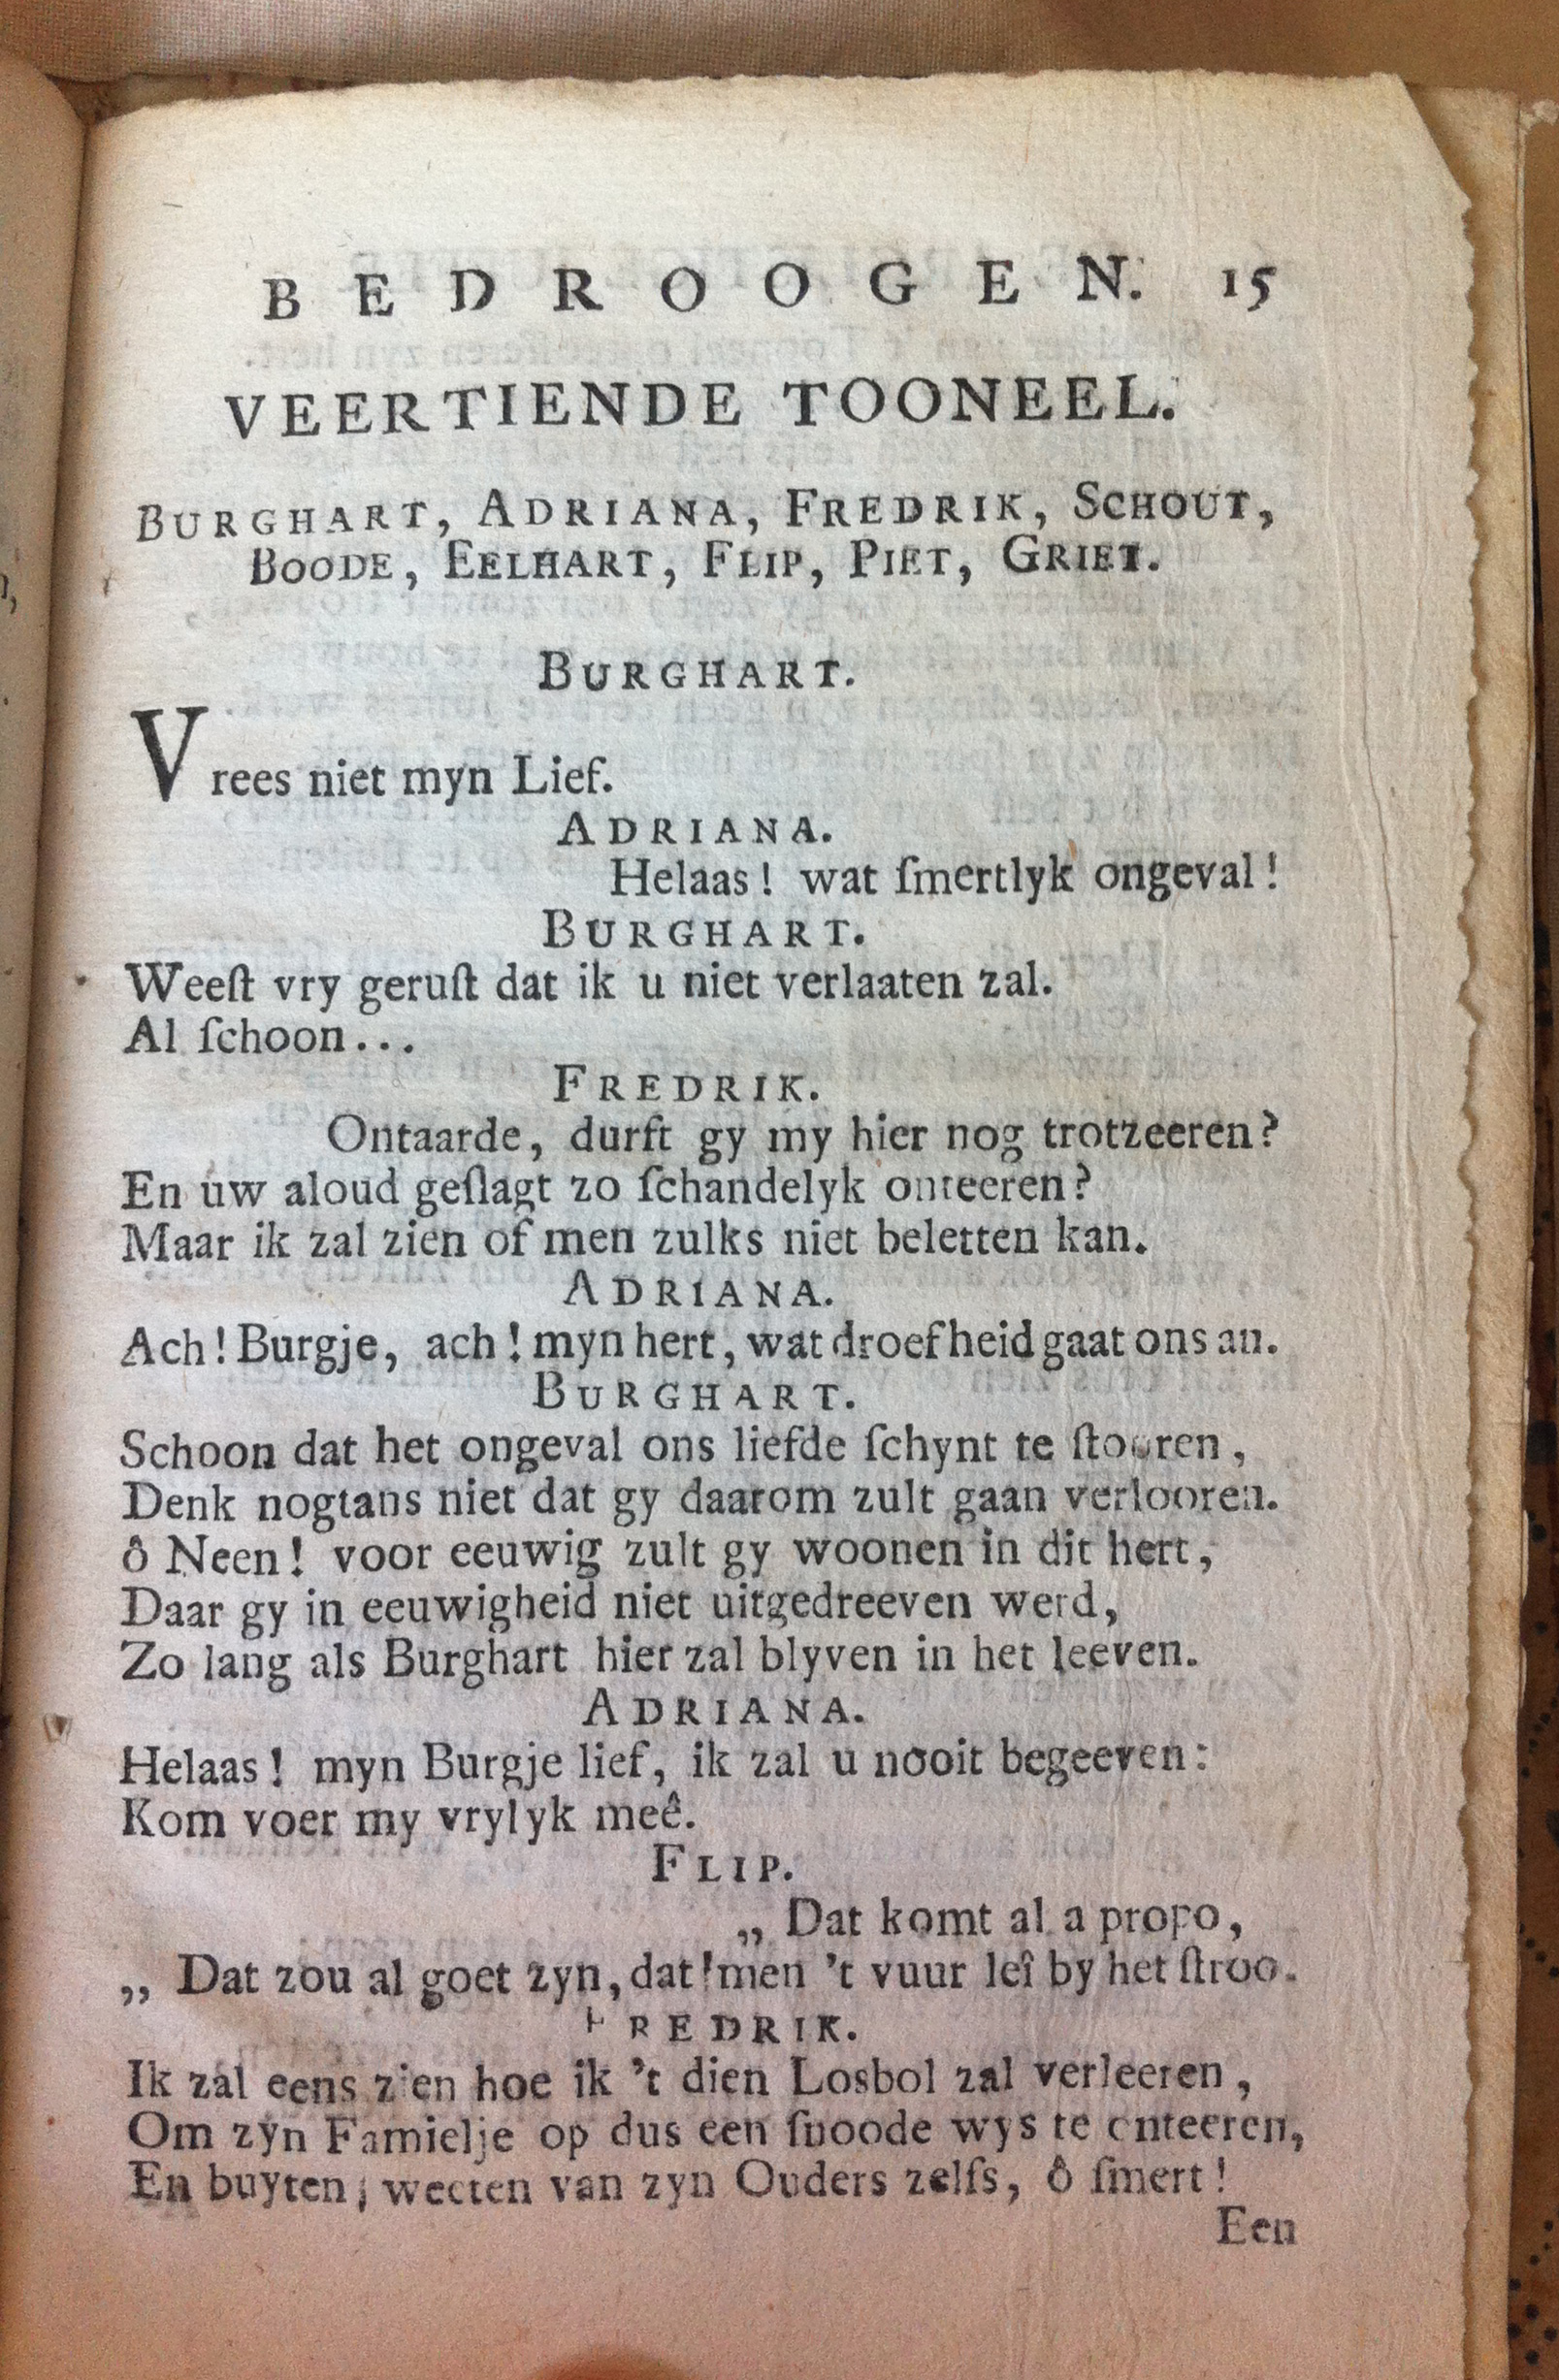 BEDROOGEN. 15
VEERTIENDE TOONEEL.
BURGHART, ADRIANA, FREDRIK, SCHOUT,
BOODE, EELHART, FLIP, PIET, GRIET.
BURGHART.
Vrees niet myn Lief.
ADRIANA.
Helaas! wat ſmertlyk ongeval!
BURGHART.
Weeſt vry geruſt dat ik u niet verlaaten zal.
Al ſchoon...
FREDRIK.
Ontaarde, durft gy my hier nog trotzeeren?
En uw aloud geſlagt zo ſchandelyk onteeren?
Maar ik zal zien of men zulks niet beletten kan.
ADRIANA.
Ach! Burgje, ach! myn hert, wat droefheid gaat ons an.
BURGHART.
Schoon dat het ongeval ons liefde ſchynt te ſtooren,
Denk nogtans niet dat gy daarom zult gaan verlooren.
ô Neen! voor eeuwig zult gy woonen in dit hert,
Daar gy in eeuwigheid niet uitgedreeven werd,
Zo lang als Burghart hier zal blyven in het leeven.
ADRIANA.
Helaas! myn Burgje lief, ik zal u nooit begeeven:
Kom voer my vrylyk meê.
FLIP.
„ Dat komt al a propo,
„ Dat zou al goet zyn, dat men 't vuur leî by het ſtroo.
FREDRIK.
Ik zal eens zien hoe ik 't dien Losbol zal verleeren,
Om zyn Famielje op dus een ſnoode wys te onteeren,
En buyten; weeten van zyn Ouders zelfs, ô ſmert!
Een